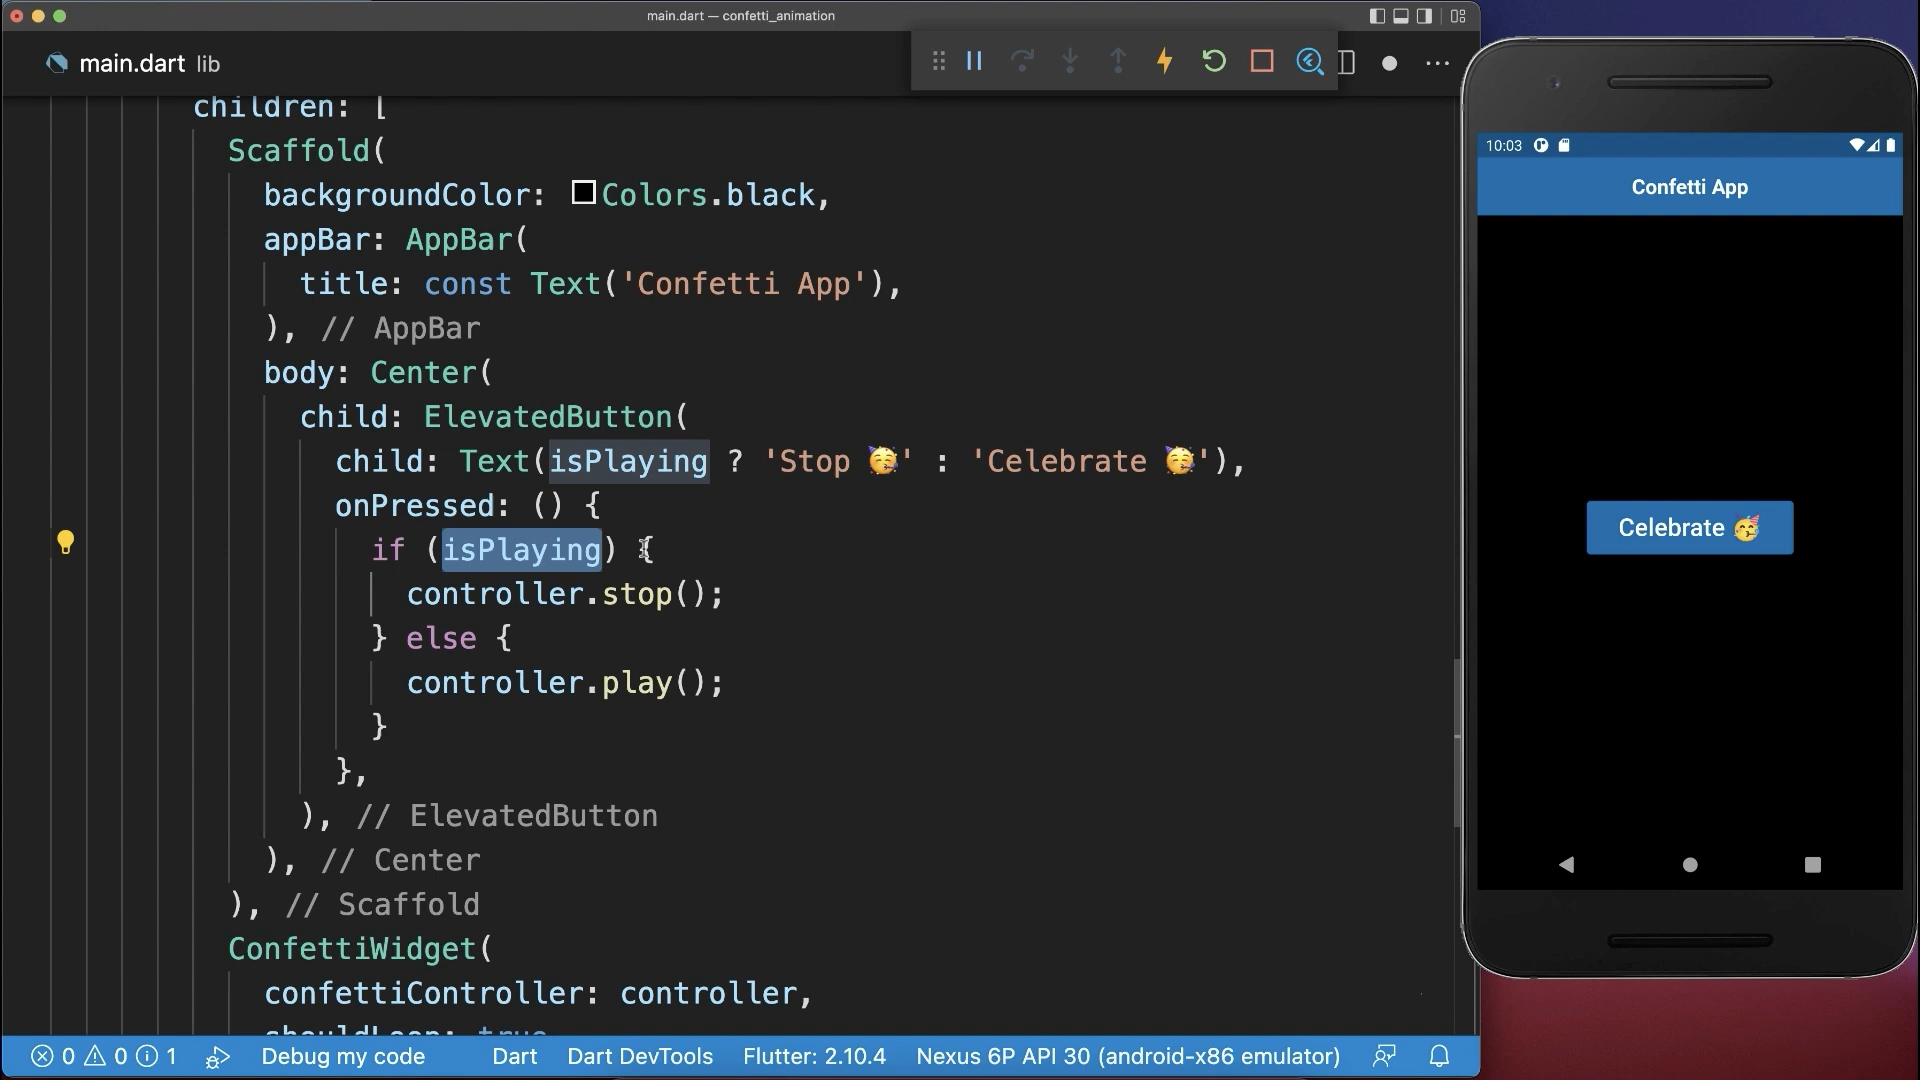 main.dart — confetti_animation
main.dart lib
children: [
Scaffold(
backgroundColor: Colors.black,
appBar: AppBar(
title: const Text('Confetti App'),
), // AppBar
body: Center(
child: ElevatedButton(
child: Text(isPlaying ? 'Stop 🥳' : 'Celebrate 🥳'),
onPressed: () {
if (isPlaying) {
controller.stop();
} else {
controller.play();
}
},
), // ElevatedButton
), // Center
), // Scaffold
ConfettiWidget(
confettiController: controller,
shouldLoop: true
0 0 1 Debug my code Dart Dart DevTools Flutter: 2.10.4 Nexus 6P API 30 (android-x86 emulator)
10:03
Confetti App
Celebrate 🥳